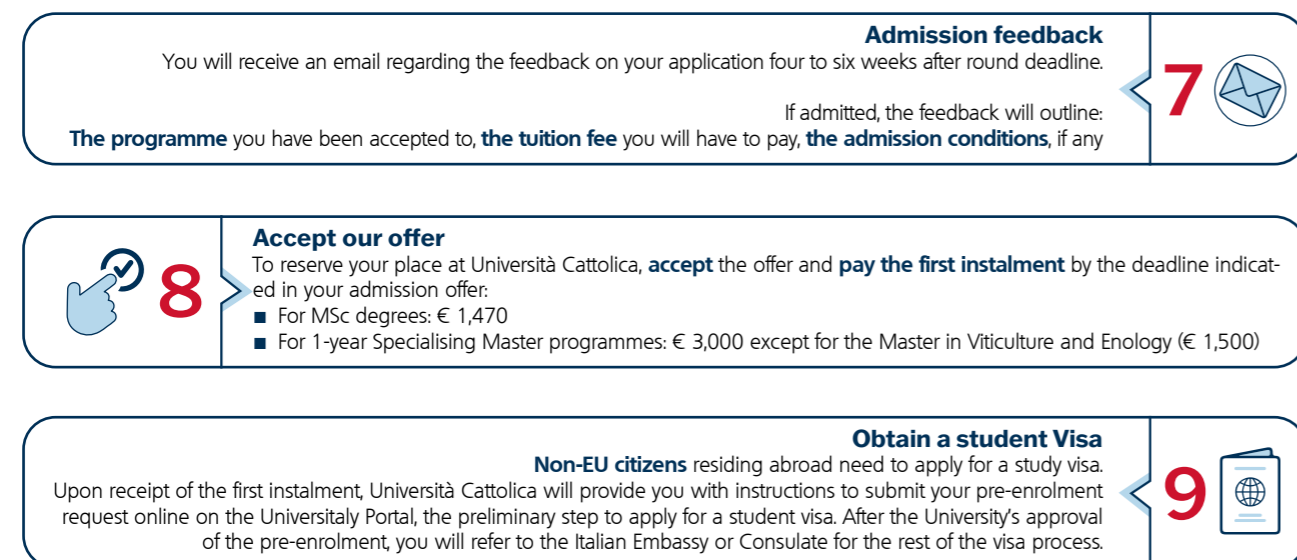 Admission feedback
You will receive an email regarding the feedback on your application four to six weeks after round deadline.
If admitted, the feedback will outline:
The programme you have been accepted to, the tuition fee you will have to pay, the admission conditions, if any
7
8
Accept our offer
To reserve your place at Università Cattolica, accept the offer and pay the first instalment by the deadline indicat-
ed in your admission offer:
■ For MSc degrees: € 1,470
■ For 1-year Specialising Master programmes: € 3,000 except for the Master in Viticulture and Enology (€ 1,500)
Obtain a student Visa
Non-EU citizens residing abroad need to apply for a study visa.
Upon receipt of the first instalment, Università Cattolica will provide you with instructions to submit your pre-enrolment
request online on the Universitaly Portal, the preliminary step to apply for a student visa. After the University's approval
of the pre-enrolment, you will refer to the Italian Embassy or Consulate for the rest of the visa process.
9